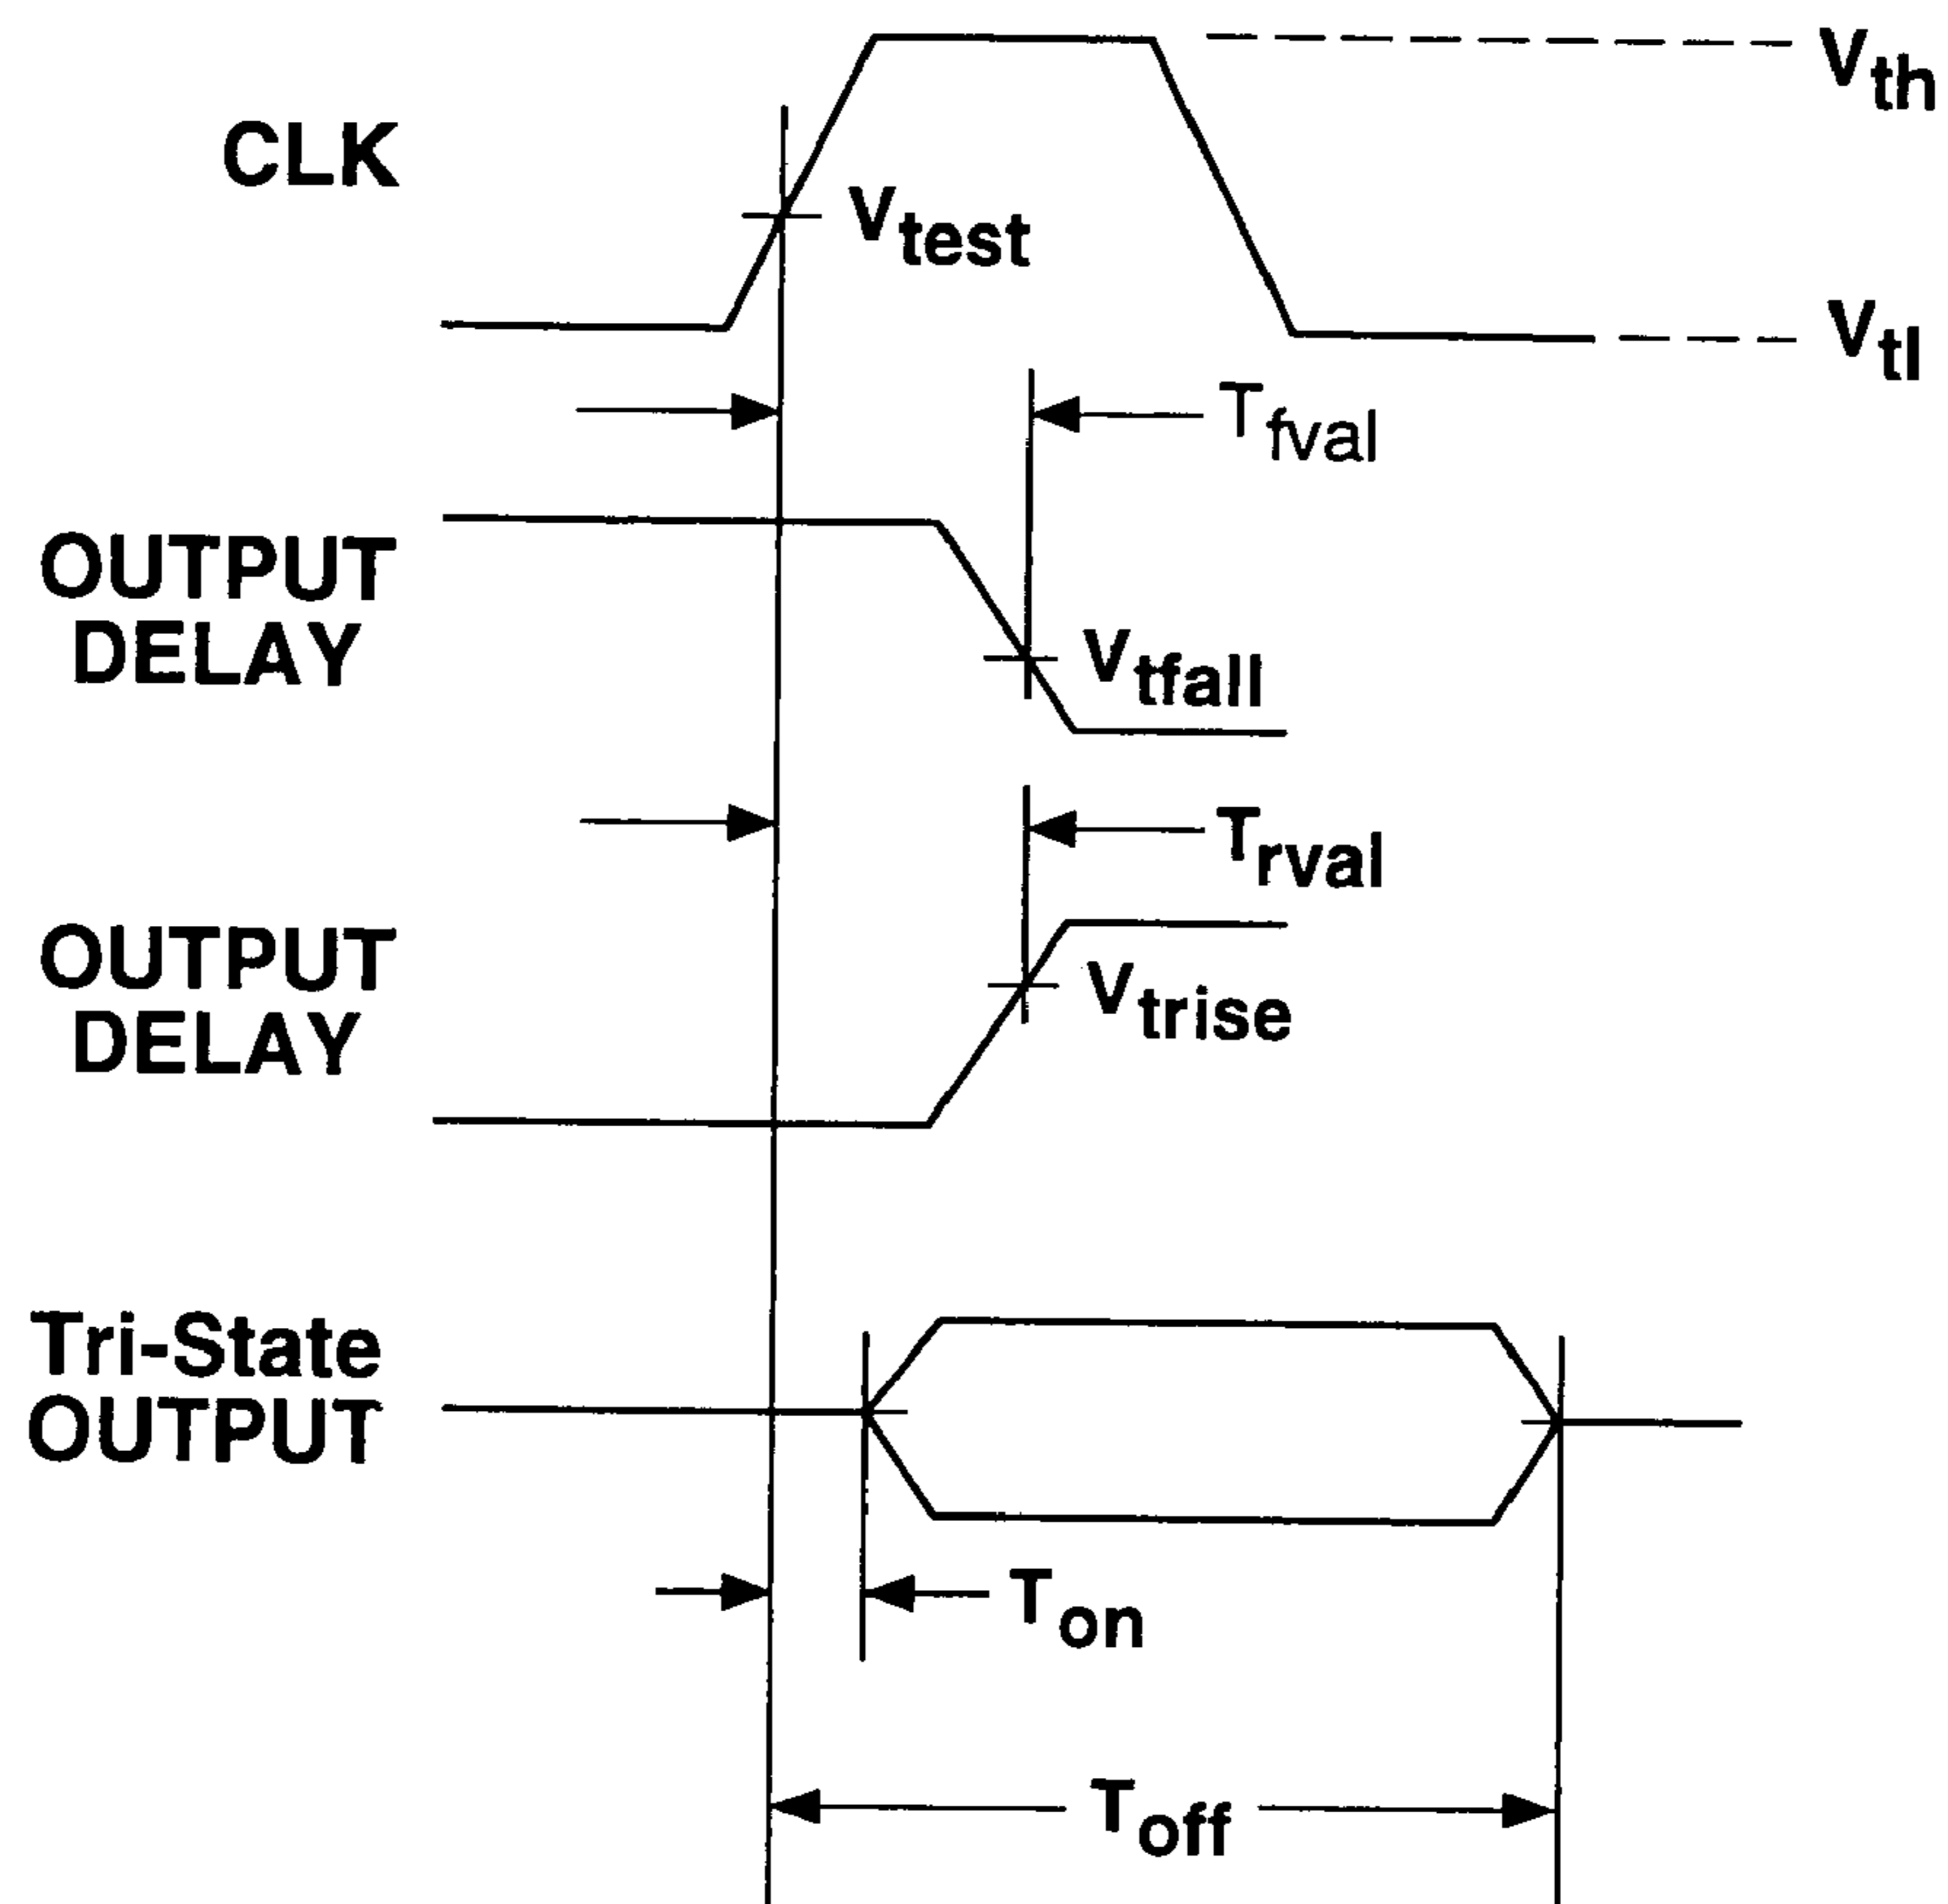 Vth
CLK
Vtest
Vtl
Tfval
OUTPUT
DELAY
Vtfall
Trval
OUTPUT
DELAY
Vtrise
Tri-State
OUTPUT
Ton
Toff